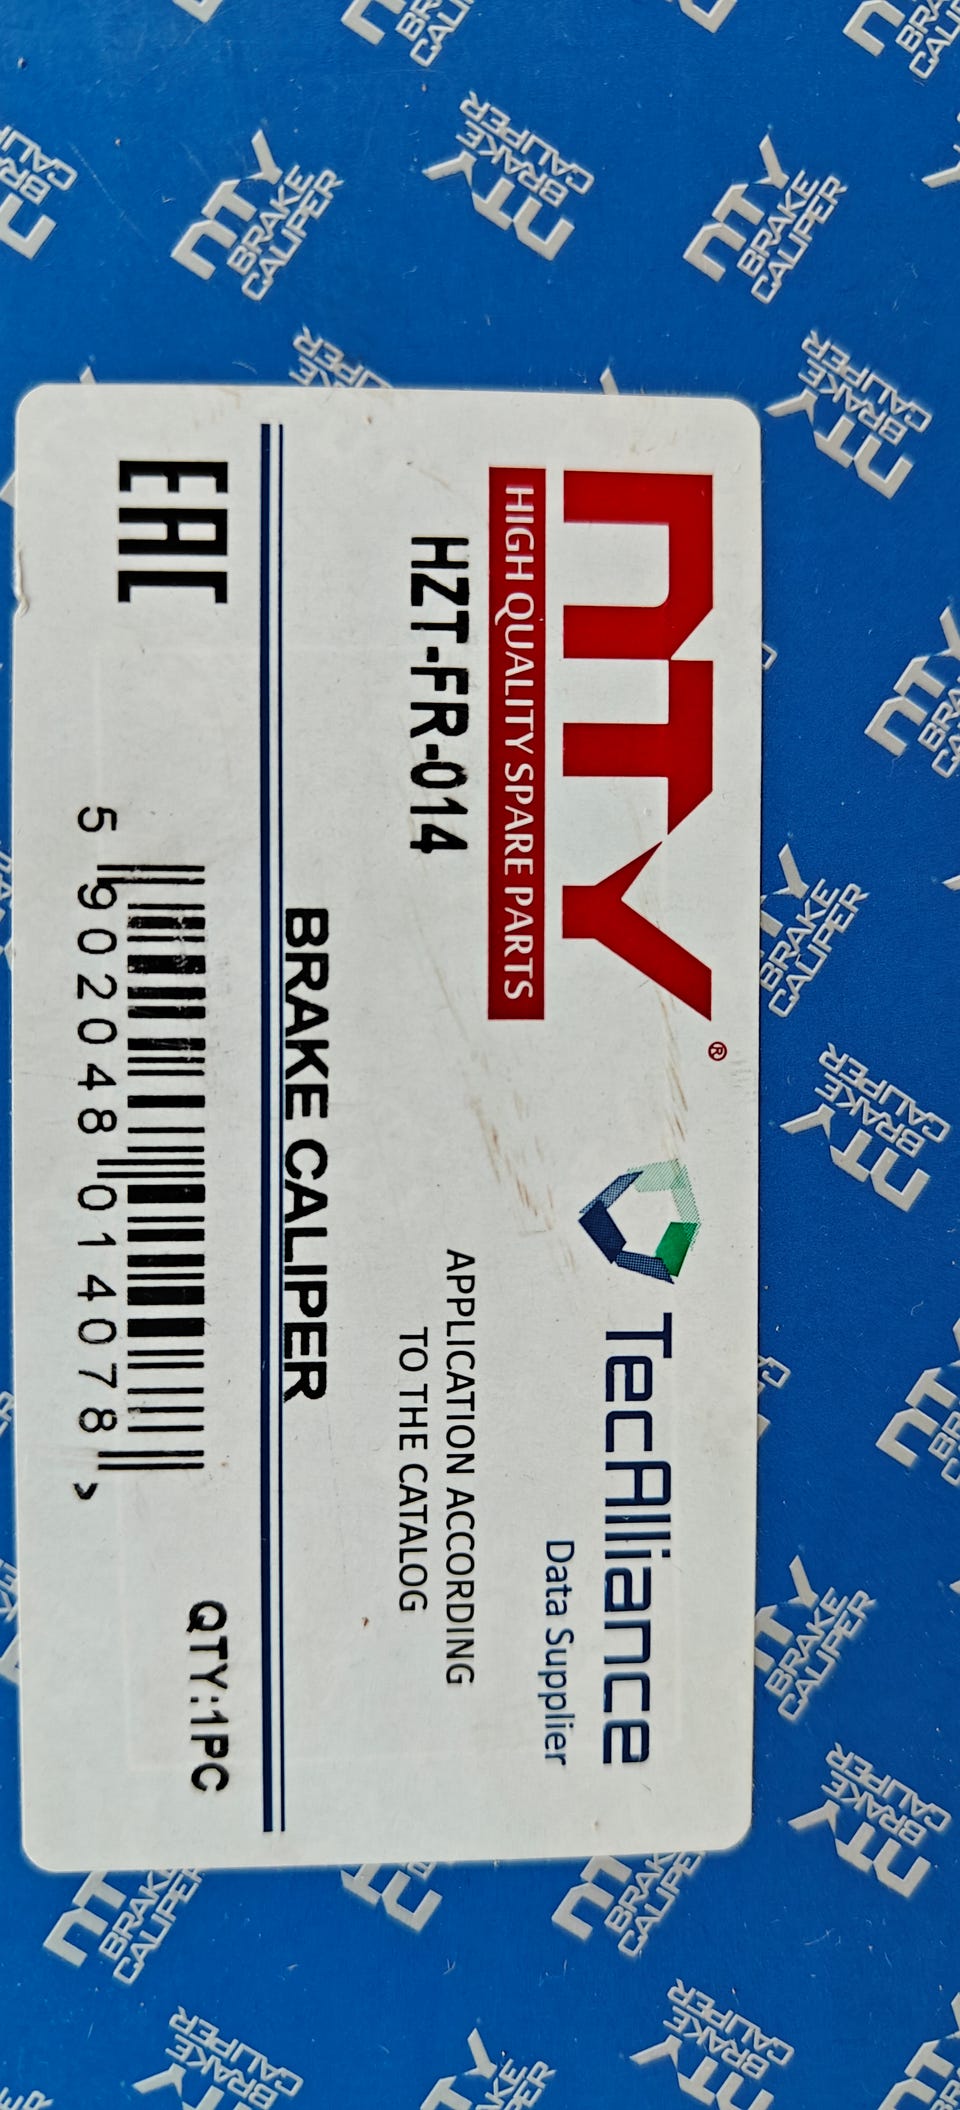 NTY®
HIGH QUALITY SPARE PARTS
HZT-FR-014
TecAlliance
Data Supplier
APPLICATION ACCORDING
TO THE CATALOG
BRAKE CALIPER
EAC
5 902048 014078 >
QTY:1PC
NTY
BRAKE
CALIPER